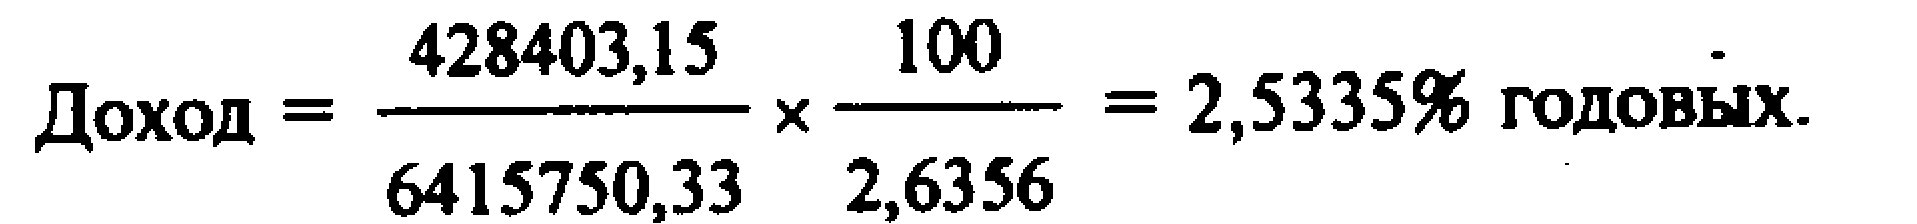 Доход = 428403,15 / 6415750,33 × 100 / 2,6356 = 2,5335% годовых.